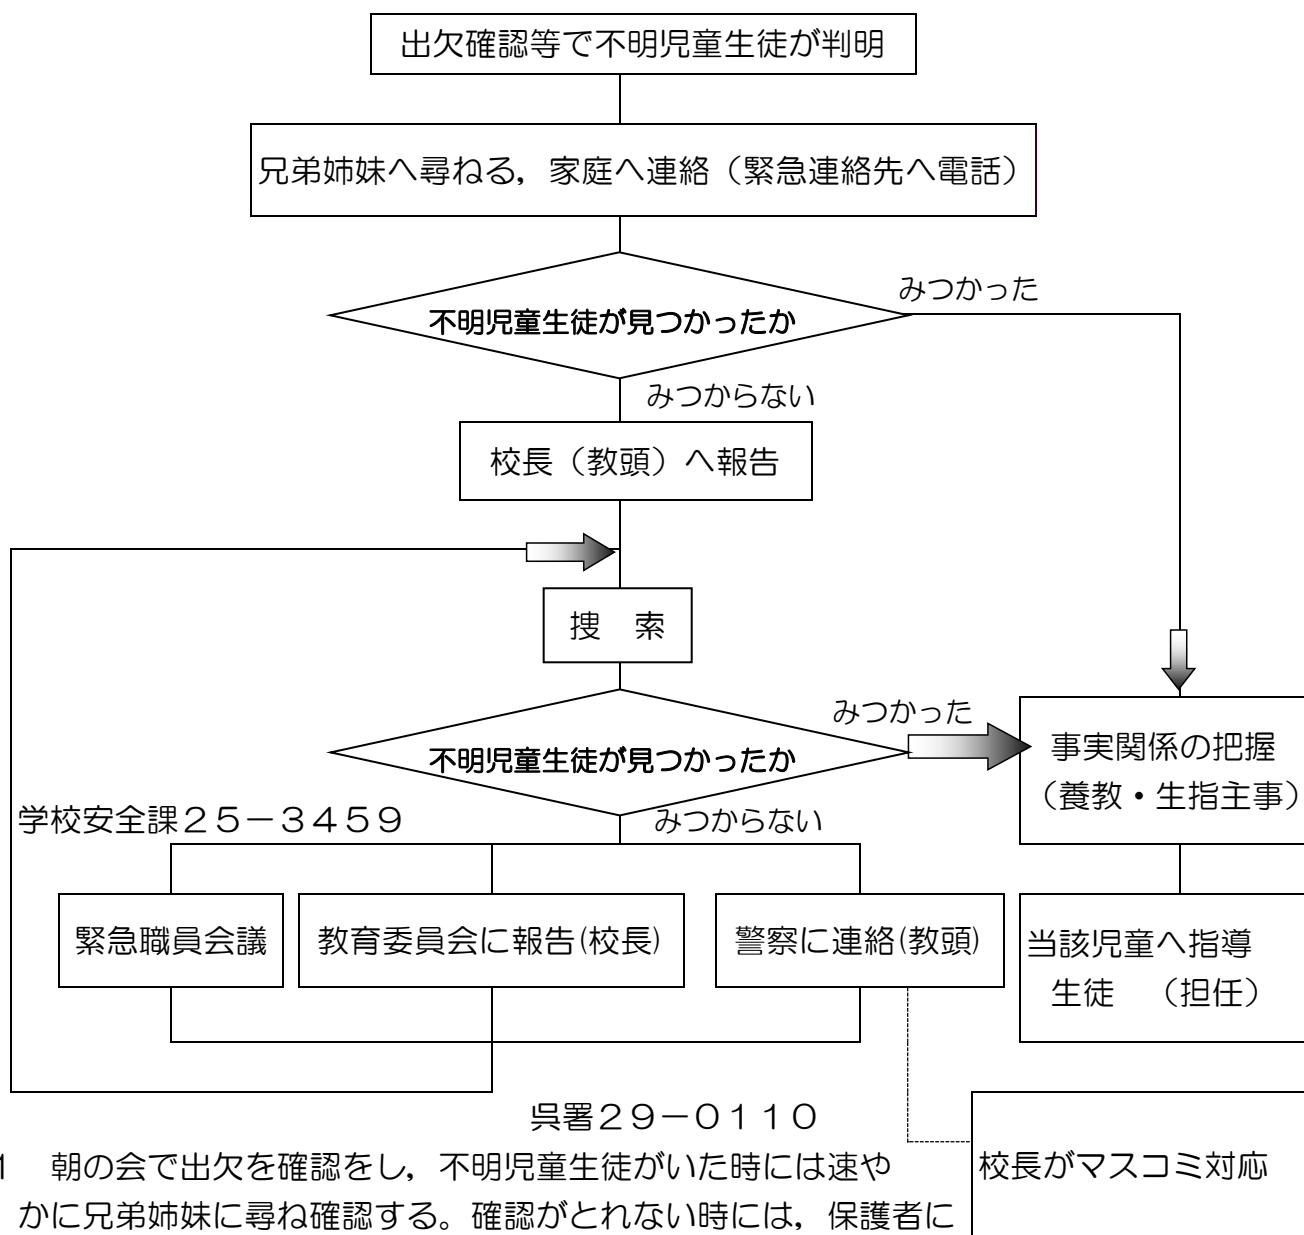 出欠確認等で不明児童生徒が判明
兄弟姉妹へ尋ねる，家庭へ連絡（緊急連絡先へ電話）
みつかった
不明児童生徒が見つかったか
みつからない
校長（教頭）へ報告
捜　索
みつかった
不明児童生徒が見つかったか
事実関係の把握
（養教・生指主事）
学校安全課２５－３４５９
みつからない
緊急職員会議
教育委員会に報告(校長)
警察に連絡(教頭)
当該児童へ指導
生徒　（担任）
呉署２９－０１１０
1　朝の会で出欠を確認をし，不明児童生徒がいた時には速や
かに兄弟姉妹に尋ね確認する。確認がとれない時には，保護者に
校長がマスコミ対応